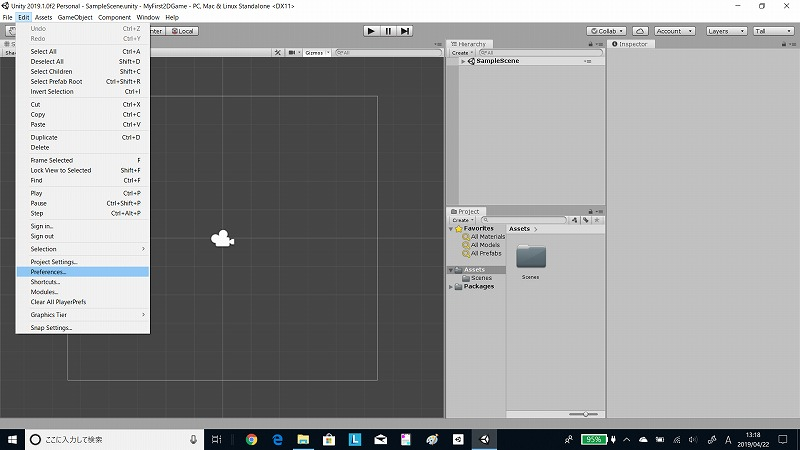 Unity 2019.1.0f2 Personal - SampleScene.unity - MyFirst2DGame - PC, Mac & Linux Standalone <DX11>
File Edit Assets GameObject Component Window Help
Undo Ctrl+Z
Redo Ctrl+Y
Select All Ctrl+A
Deselect All Shift+D
Select Children Shift+C
Select Prefab Root Ctrl+Shift+R
Invert Selection Ctrl+I
Cut Ctrl+X
Copy Ctrl+C
Paste Ctrl+V
Duplicate Ctrl+D
Delete
Frame Selected F
Lock View to Selected Shift+F
Find Ctrl+F
Play Ctrl+P
Pause Ctrl+Shift+P
Step Ctrl+Alt+P
Sign in...
Sign out
Selection
Project Settings...
Preferences...
Shortcuts...
Modules...
Clear All PlayerPrefs
Graphics Tier
Snap Settings...
Local
Collab Account Layers Tall
Gizmos All
Hierarchy
Create All
SampleScene
Inspector
Project
Create
Favorites
All Materials
All Models
All Prefabs
Assets
Scenes
Packages
Assets
Scenes
ここに入力して検索
95%
A
13:18
2019/04/22